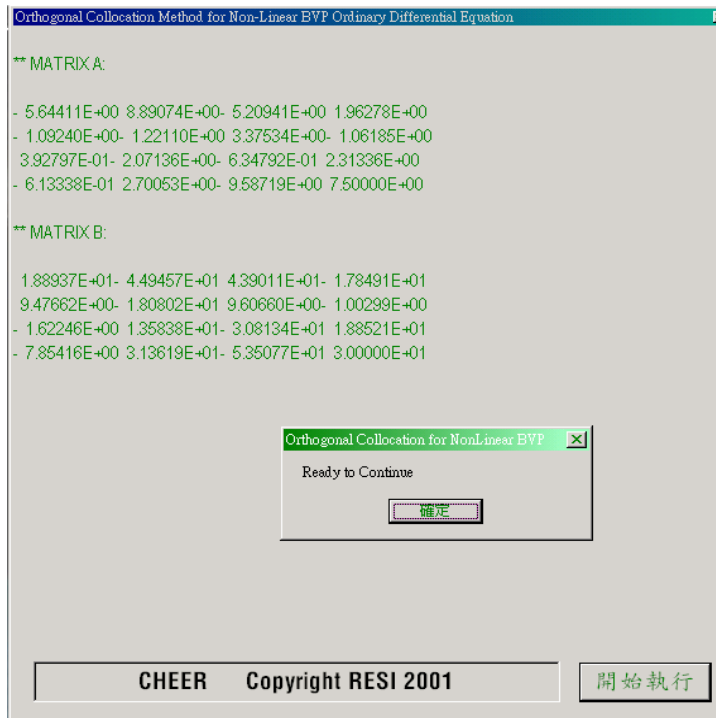 Orthogonal Collocation Method for Non-Linear BVP Ordinary Differential Equation
** MATRIX A:
- 5.64411E+00 8.89074E+00- 5.20941E+00 1.96278E+00
- 1.09240E+00- 1.22110E+00 3.37534E+00- 1.06185E+00
3.92797E-01- 2.07136E+00- 6.34792E-01 2.31336E+00
- 6.13338E-01 2.70053E+00- 9.58719E+00 7.50000E+00
** MATRIX B:
1.88937E+01- 4.49457E+01 4.39011E+01- 1.78491E+01
9.47662E+00- 1.80802E+01 9.60660E+00- 1.00299E+00
- 1.62246E+00 1.35838E+01- 3.08134E+01 1.88521E+01
- 7.85416E+00 3.13619E+01- 5.35077E+01 3.00000E+01
Orthogonal Collocation for NonLinear BVP
Ready to Continue
確定
CHEER Copyright RESI 2001
開始執行